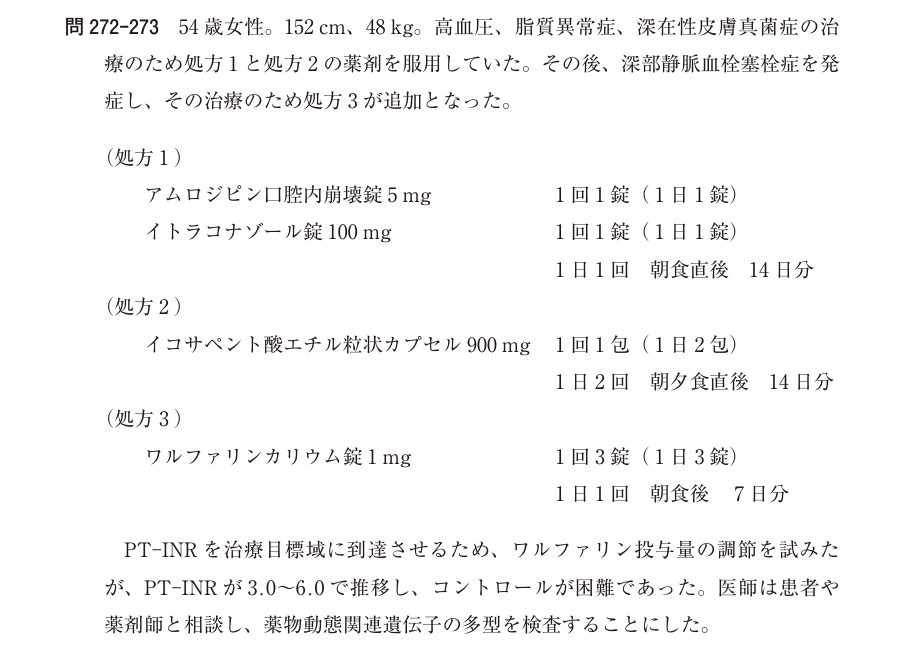 問 272-273 54 歳女性。152 cm、48 kg。高血圧、脂質異常症、深在性皮膚真菌症の治
療のため処方1と処方2の薬剤を服用していた。その後、深部静脈血栓塞栓症を発
症し、その治療のため処方3が追加となった。
(処方1)
アムロジピン口腔内崩壊錠 5 mg 1回1錠(1日1錠)
イトラコナゾール錠 100 mg 1回1錠(1日1錠)
1日1回 朝食直後 14 日分
(処方2)
イコサペント酸エチル粒状カプセル 900 mg 1回1包(1日2包)
1日2回 朝夕食直後 14 日分
(処方3)
ワルファリンカリウム錠 1 mg 1回3錠(1日3錠)
1日1回 朝食後 7日分
PT-INR を治療目標域に到達させるため、ワルファリン投与量の調節を試みた
が、PT-INR が 3.0~6.0 で推移し、コントロールが困難であった。医師は患者や
薬剤師と相談し、薬物動態関連遺伝子の多型を検査することにした。